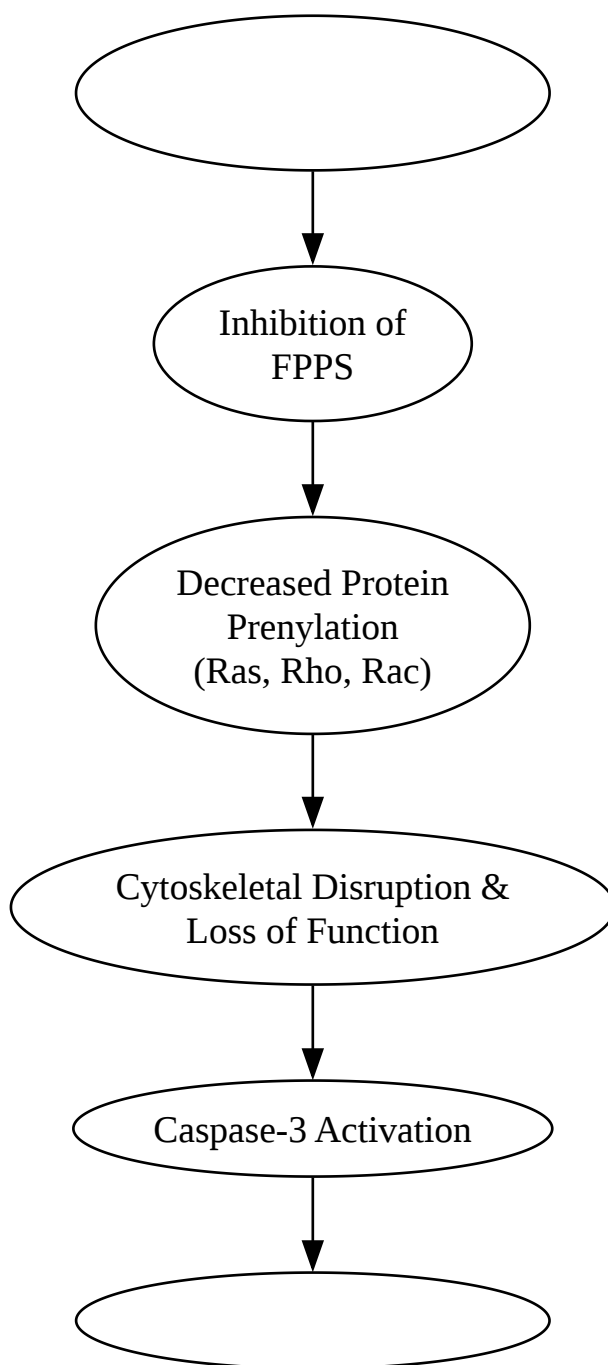 Inhibition of
FPPS
Decreased Protein
Prenylation
(Ras, Rho, Rac)
Cytoskeletal Disruption &
Loss of Function
Caspase-3 Activation